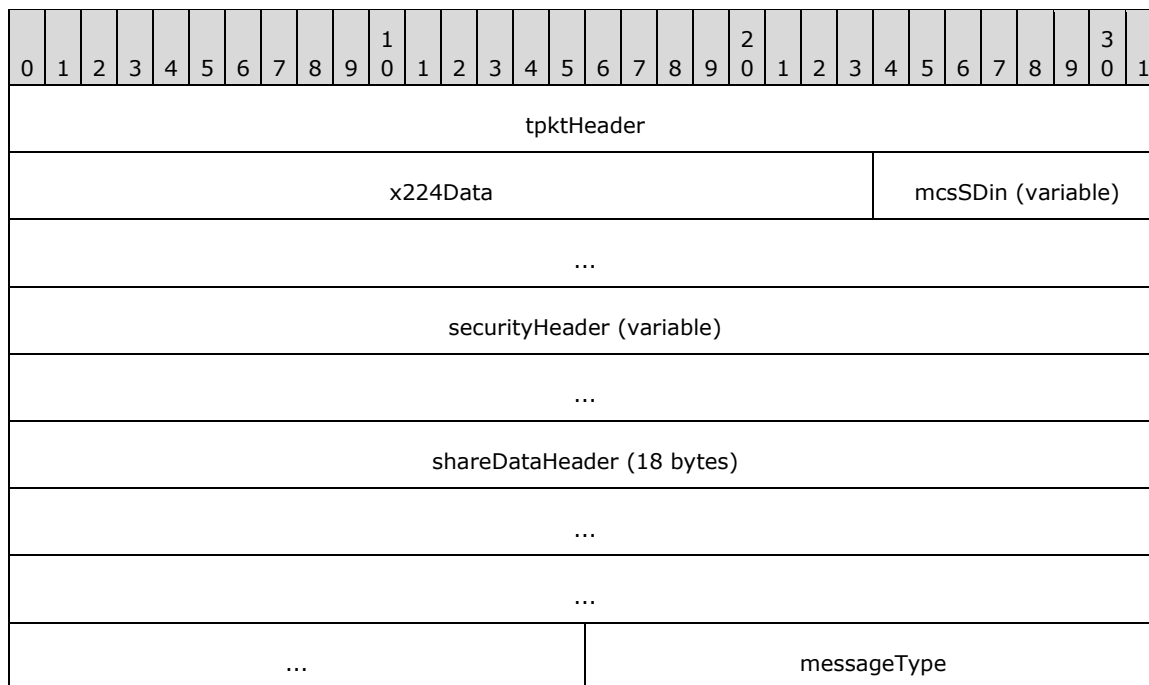 1 2 3
0 1 2 3 4 5 6 7 8 9 0 1 2 3 4 5 6 7 8 9 0 1 2 3 4 5 6 7 8 9 0 1
tpktHeader
x224Data mcsSDin (variable)
...
securityHeader (variable)
...
shareDataHeader (18 bytes)
...
...
... messageType